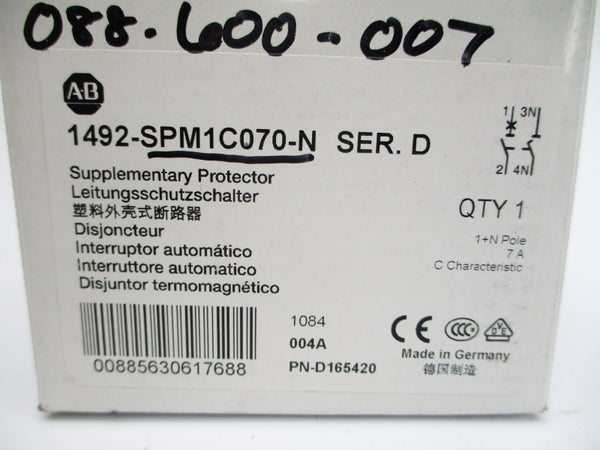 088.600-007
A-B
1492-SPM1C070-N SER. D
1 3N
2 4N
Supplementary Protector
Leitungsschutzschalter
塑料外壳式断路器
Disjoncteur
Interruptor automático
Interruttore automatico
Disjuntor termomagnético
QTY 1
1+N Pole
7 A
C Characteristic
1084
004A
PN-D165420
00885630617688
CE CCC VDE
Made in Germany
德国制造